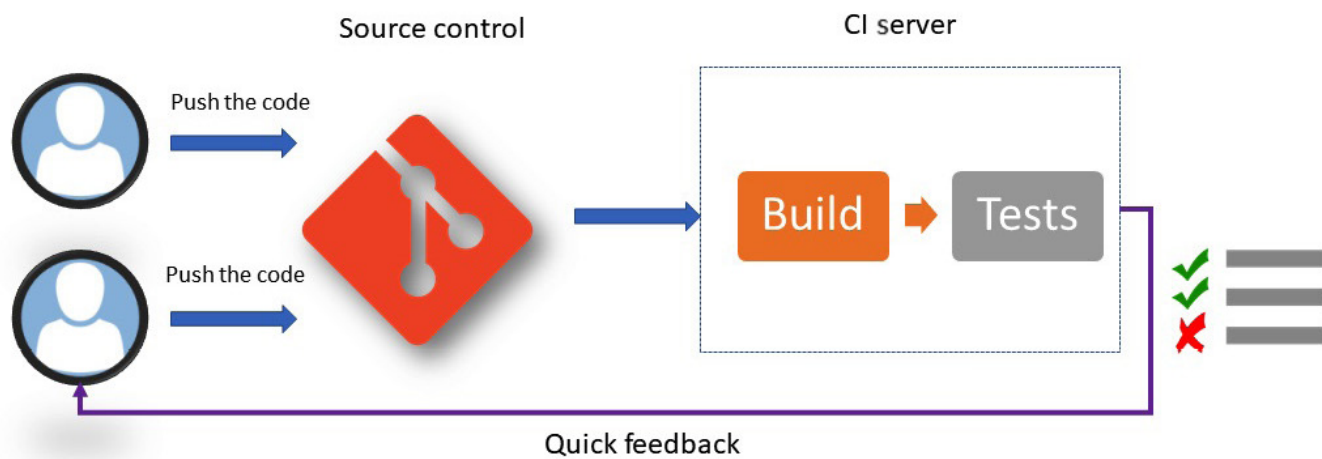 Source control
CI server
Push the code
Push the code
Build
Tests
Quick feedback